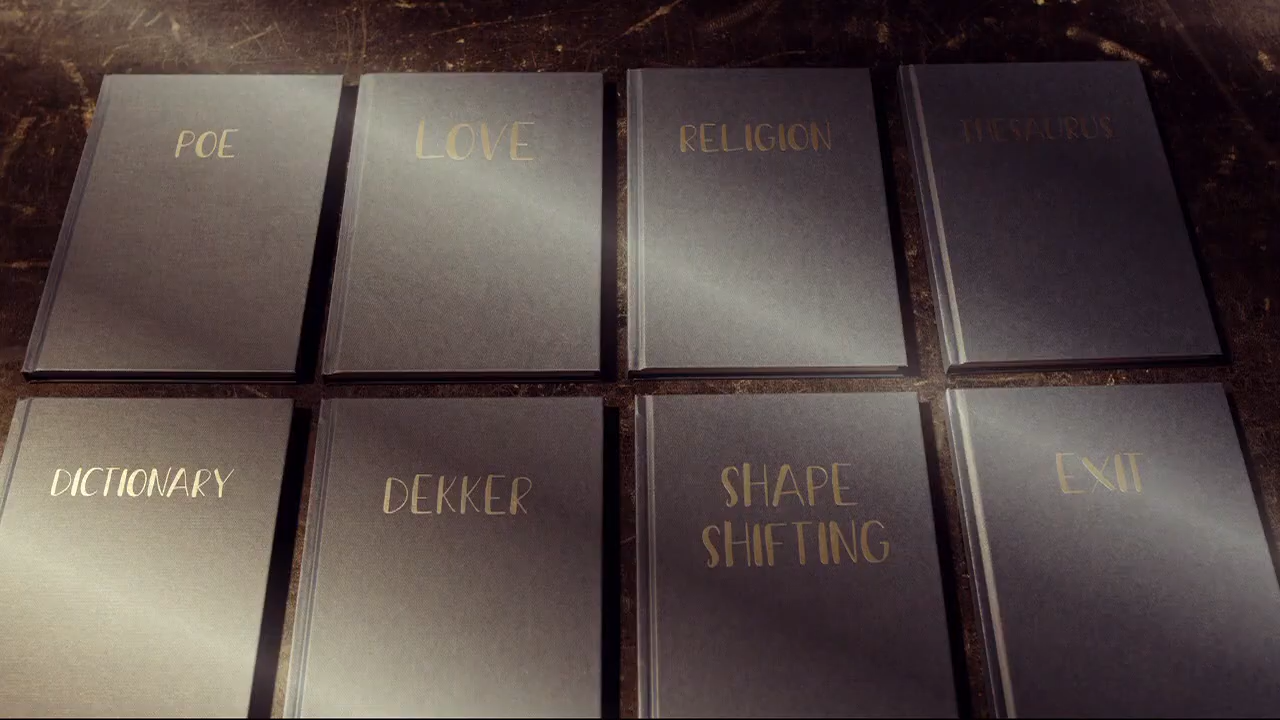 POE
LOVE
RELIGION
THESAURUS
DICTIONARY
DEKKER
SHAPE
SHIFTING
EXIT